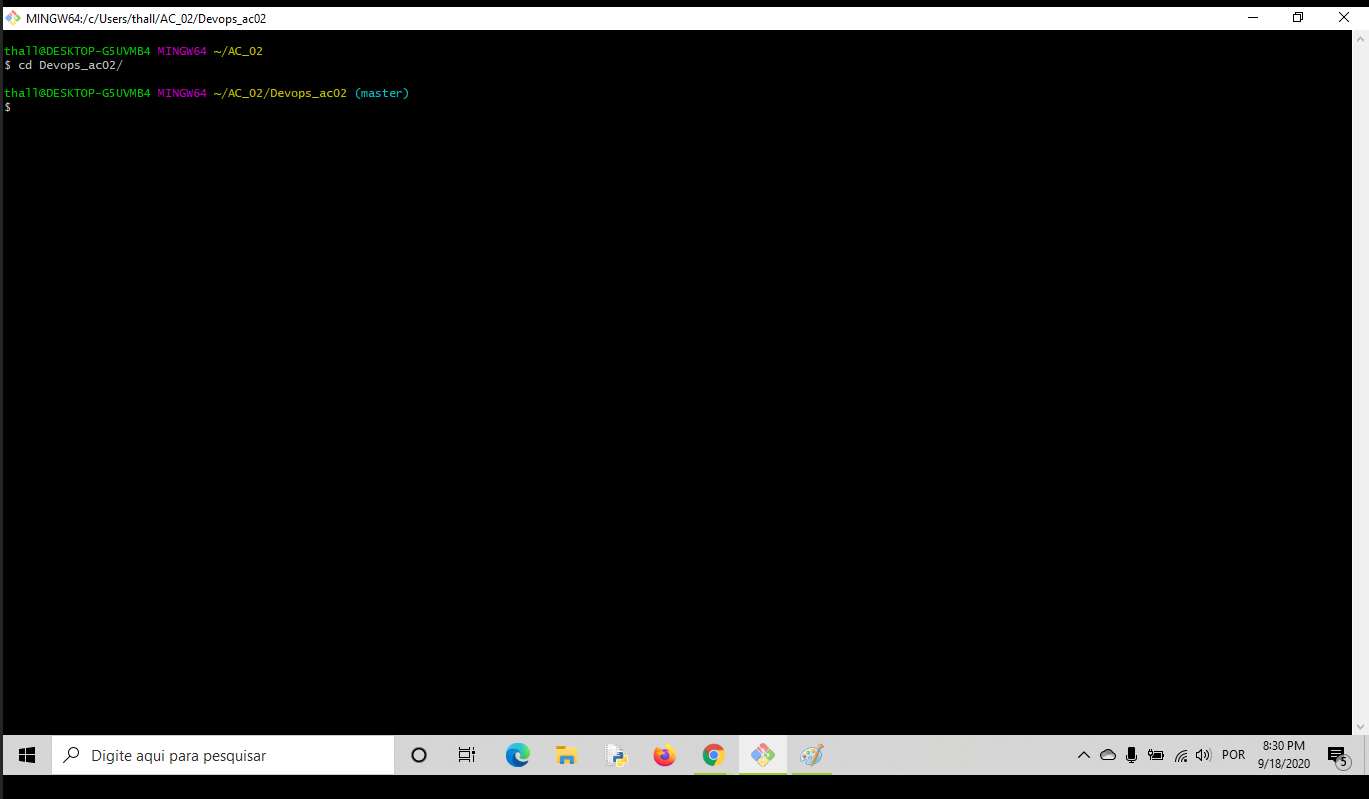 MINGW64:/c/Users/thall/AC_02/Devops_ac02
thall@DESKTOP-G5UVMB4 MINGW64 ~/AC_02
$ cd Devops_ac02/
thall@DESKTOP-G5UVMB4 MINGW64 ~/AC_02/Devops_ac02 (master)
$
Digite aqui para pesquisar
POR
8:30 PM
9/18/2020
5